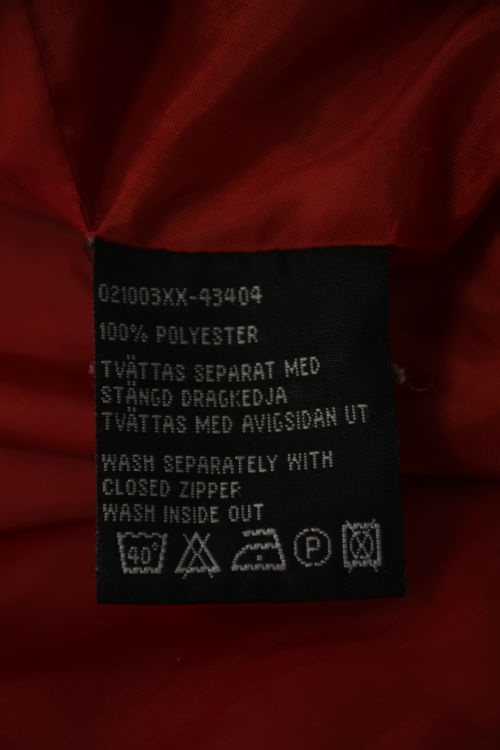 021003XX-43404
100% POLYESTER
TVÄTTAS SEPARAT MED
STÄNGD DRAGKEDJA
TVÄTTAS MED AVIGSIDAN UT
WASH SEPARATELY WITH
CLOSED ZIPPER
WASH INSIDE OUT
40° P